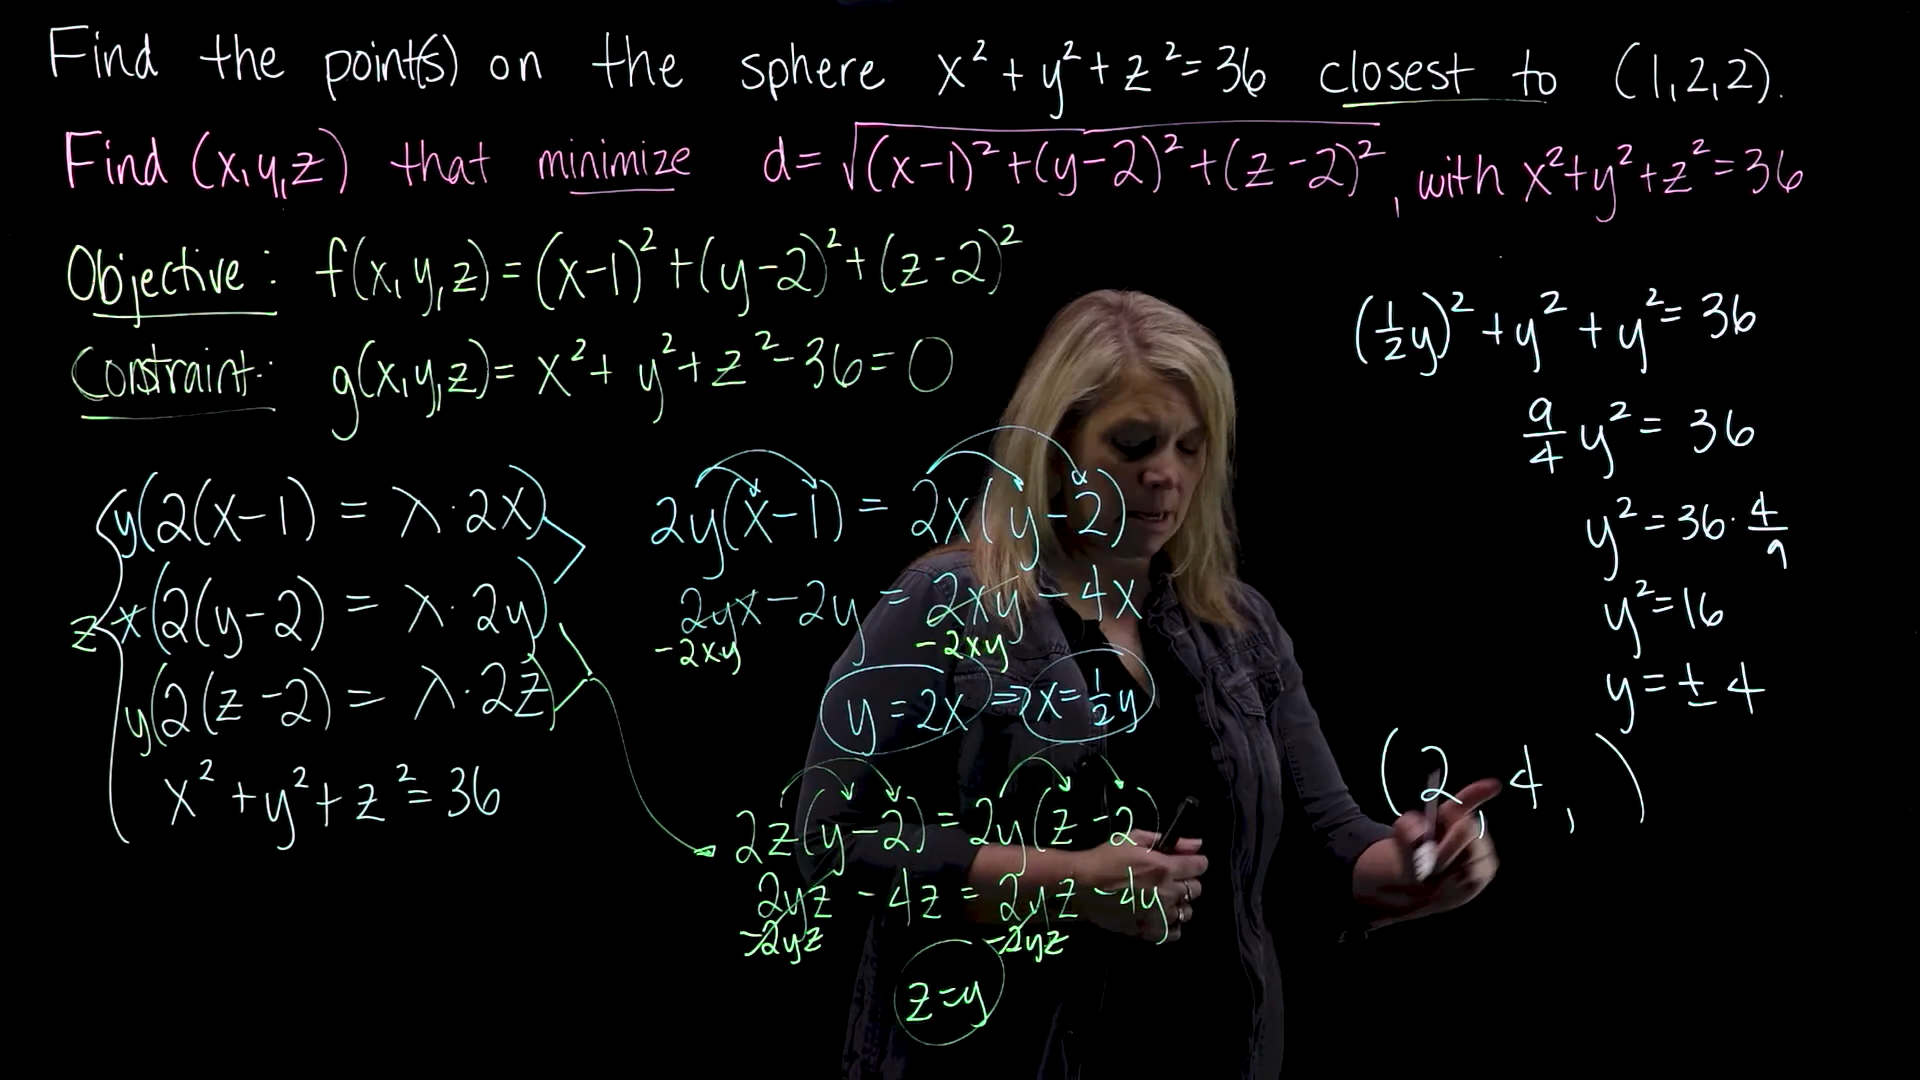 Find the point(s) on the sphere x²+y²+z²=36 closest to (1,2,2).
Find (x,y,z) that minimize d=√(x-1)²+(y-2)²+(z-2)², with x²+y²+z²=36
Objective: f(x,y,z)=(x-1)²+(y-2)²+(z-2)²
Constraint: g(x,y,z)=x²+y²+z²-36=0
y(2(x-1)=λ·2x)
z x(2(y-2)=λ·2y)
y(2(z-2)=λ·2z)
x²+y²+z²=36
2y(x-1)=2x(y-2)
2yx-2y=2xy-4x
-2xy -2xy
y=2x ⇒ x=½y
2z(y-2)=2y(z-2)
2yz-4z=2yz-4y
-2yz -2yz
z=y
(½y)²+y²+y²=36
9/4 y²=36
y²=36·4/9
y²=16
y=±4
(2, 4, )